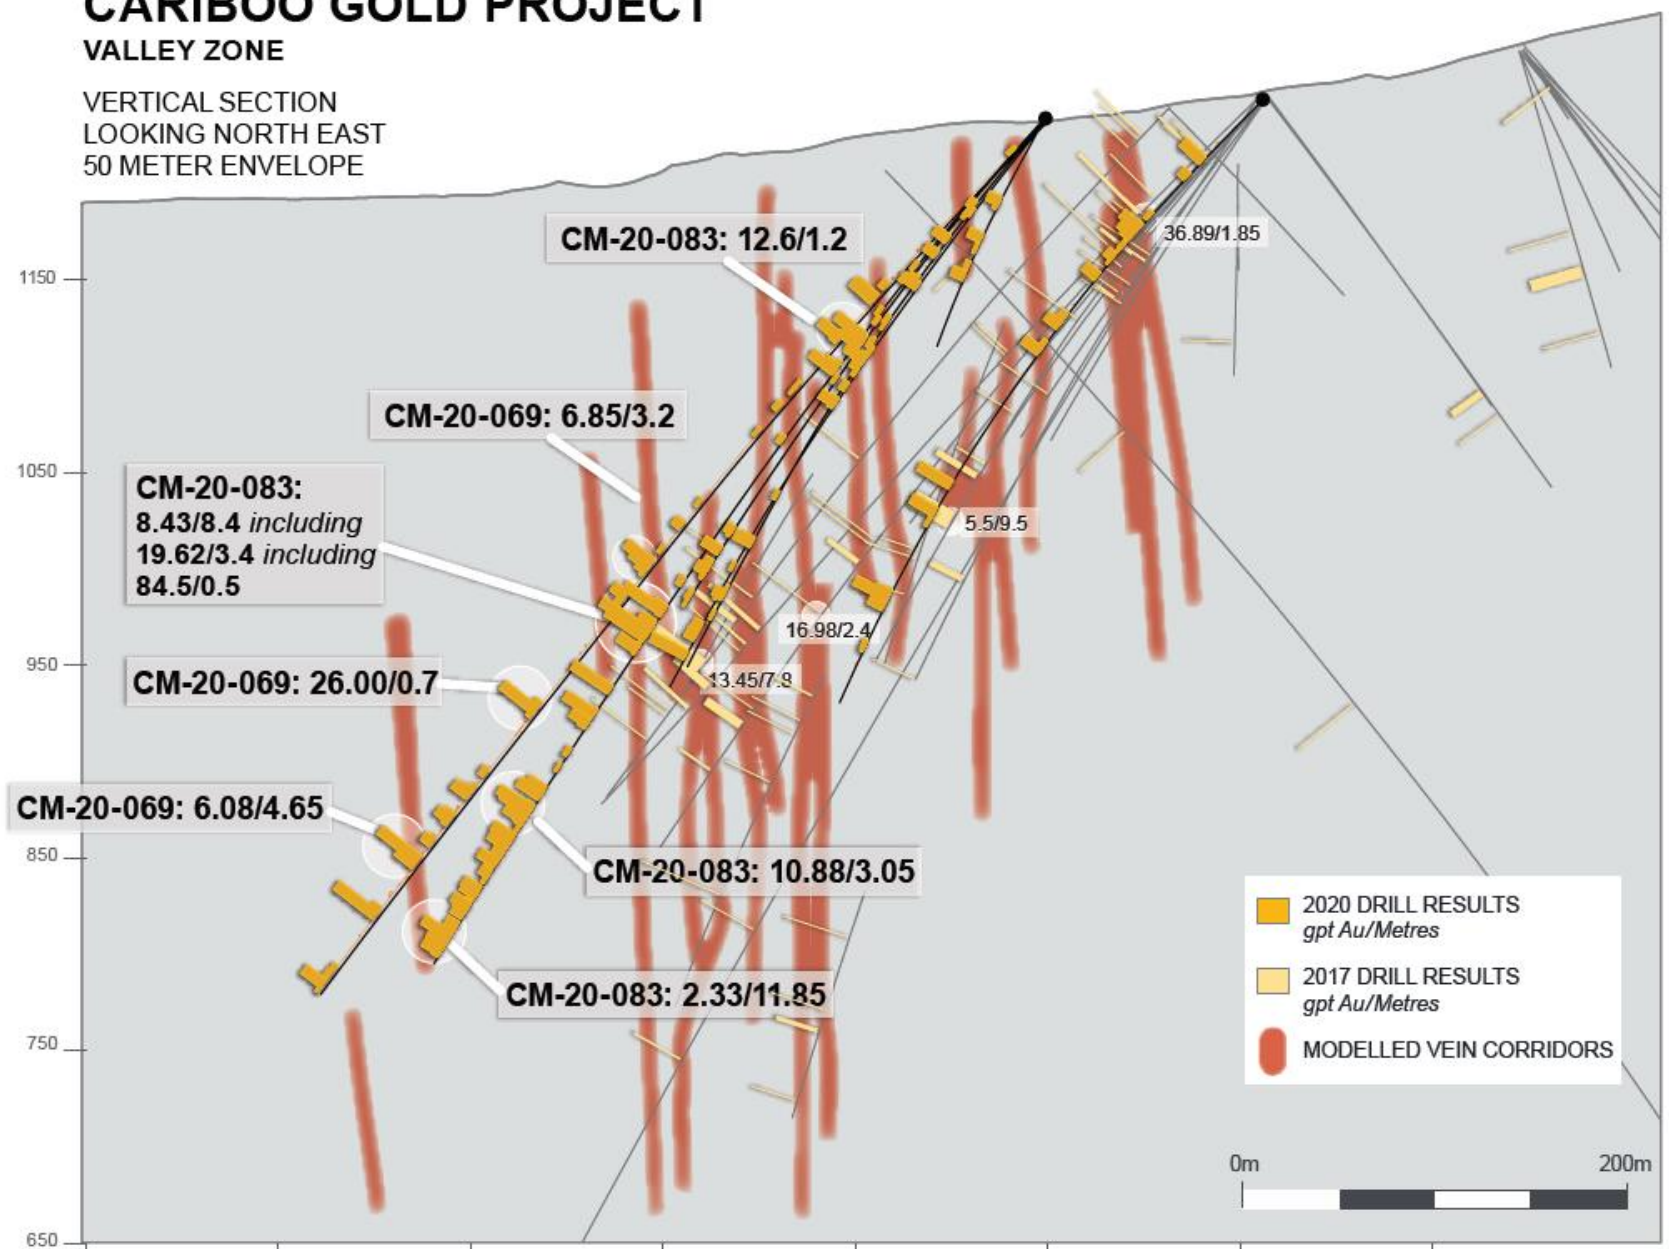 CARIBOO GOLD PROJECT
VALLEY ZONE
VERTICAL SECTION
LOOKING NORTH EAST
50 METER ENVELOPE
CM-20-083: 12.6/1.2
36.89/1.85
1150
CM-20-069: 6.85/3.2
1050
CM-20-083:
8.43/8.4 including
19.62/3.4 including
84.5/0.5
5.5/9.5
16.98/2.4
950
CM-20-069: 26.00/0.7
13.45/7.8
CM-20-069: 6.08/4.65
850
CM-20-083: 10.88/3.05
2020 DRILL RESULTS
gpt Au/Metres
2017 DRILL RESULTS
gpt Au/Metres
MODELLED VEIN CORRIDORS
CM-20-083: 2.33/11.85
750
0m
200m
650